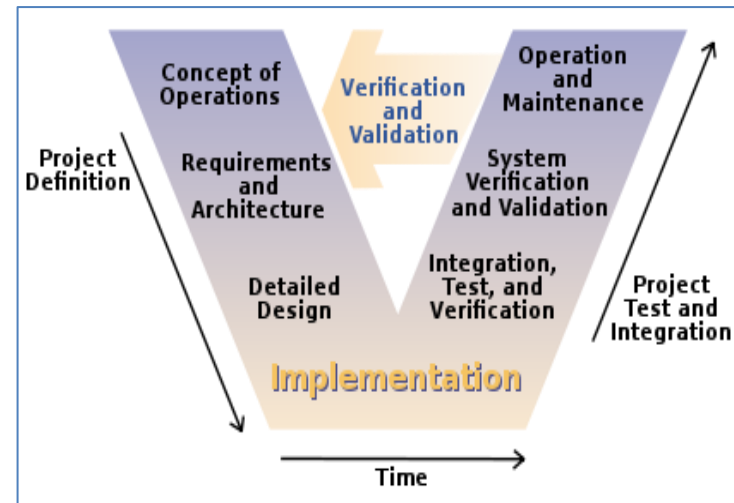 Concept of
Operations
Verification
and
Validation
Operation
and
Maintenance
Project
Definition
Requirements
and
Architecture
System
Verification
and Validation
Detailed
Design
Integration,
Test, and
Verification
Project
Test and
Integration
Implementation
Time